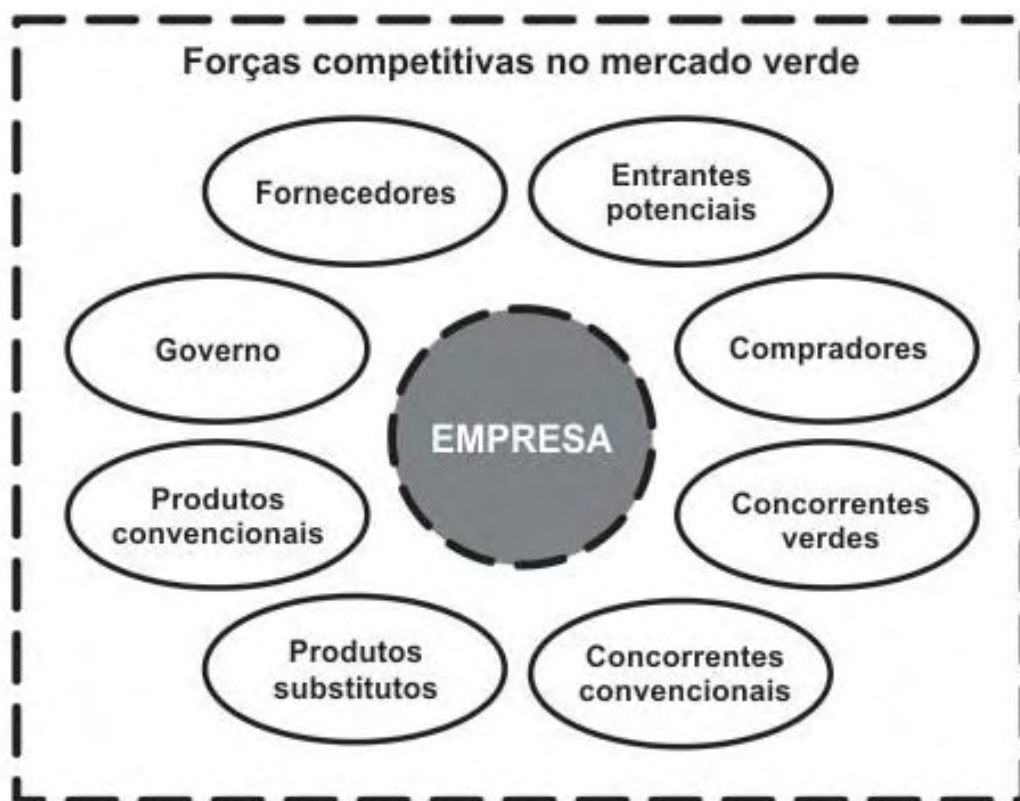 Forças competitivas no mercado verde
Fornecedores
Entrantes
potenciais
Governo
Compradores
EMPRESA
Produtos
convencionais
Concorrentes
verdes
Produtos
substitutos
Concorrentes
convencionais